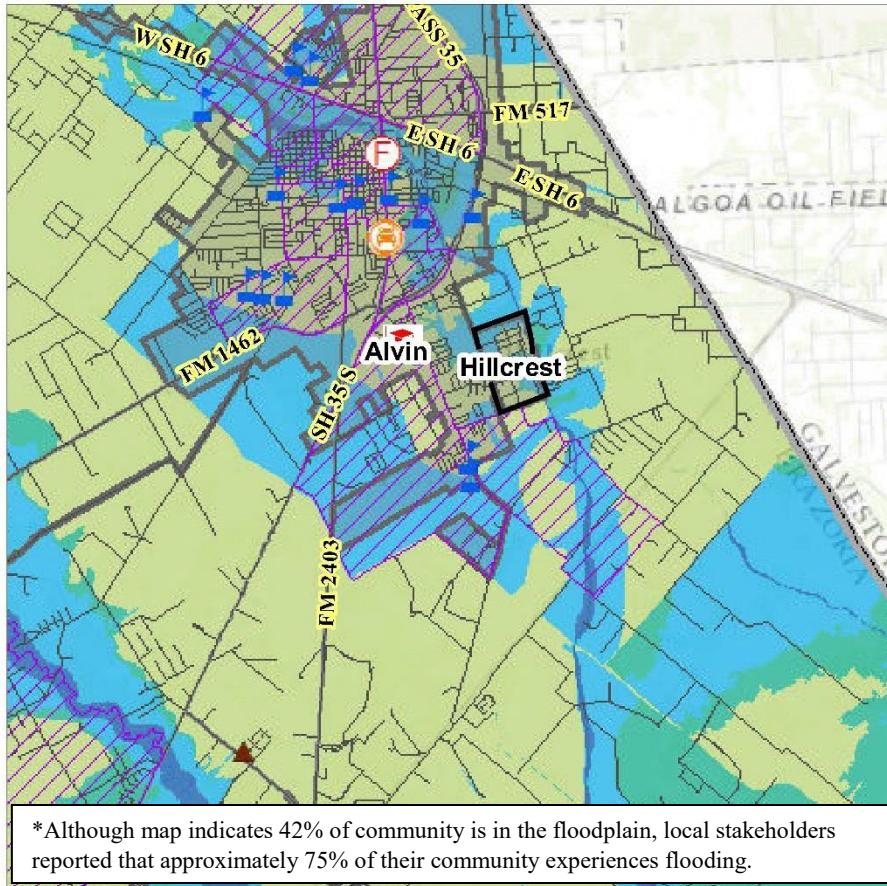 W SH 6
ASS 35
FM 517
E SH 6
E SH 6
F
ALGOA OIL FIEL
Alvin
Hillcrest
FM 1462
SH 35 S
GALVESTON
BRAZORIA
FM 2403
*Although map indicates 42% of community is in the floodplain, local stakeholders
reported that approximately 75% of their community experiences flooding.